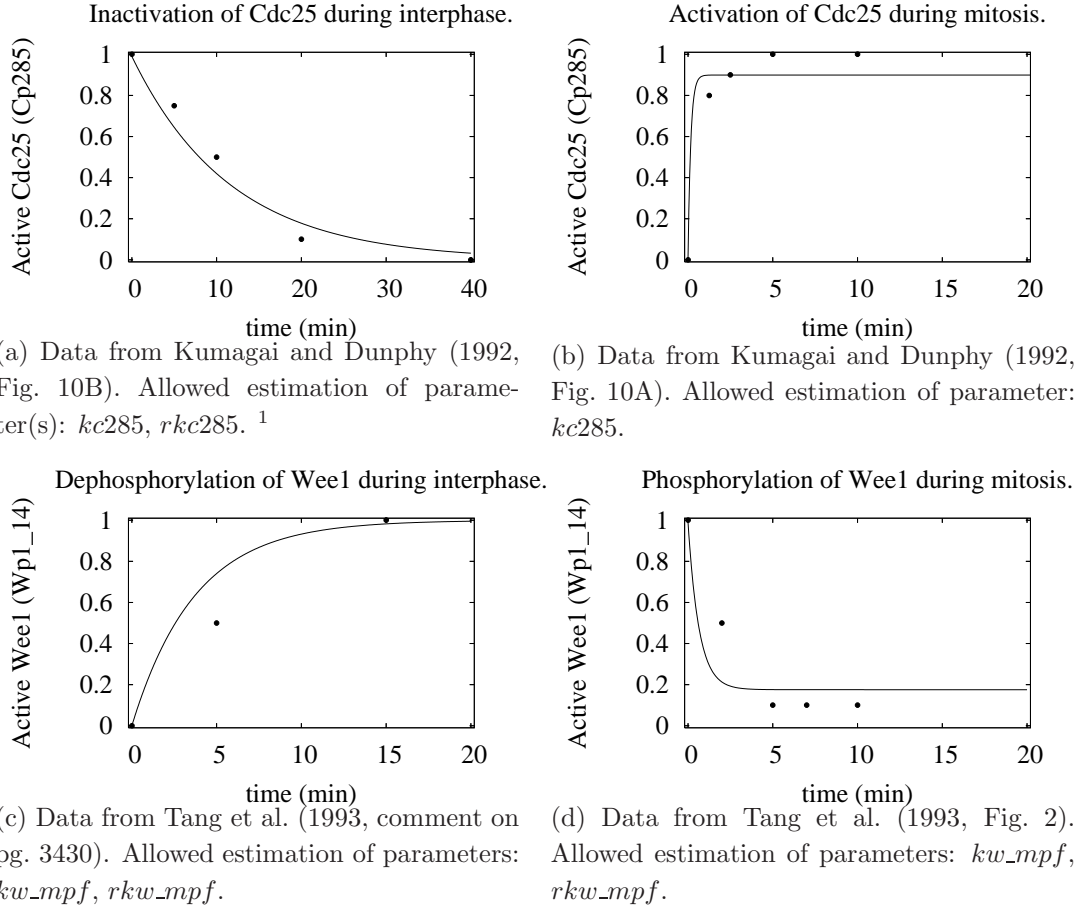 Inactivation of Cdc25 during interphase.
Active Cdc25 (Cp285)
1
0.8
0.6
0.4
0.2
0
0 10 20 30 40
time (min)
(a) Data from Kumagai and Dunphy (1992,
Fig. 10B). Allowed estimation of parame-
ter(s): kc285, rkc285. 1
Activation of Cdc25 during mitosis.
Active Cdc25 (Cp285)
1
0.8
0.6
0.4
0.2
0
0 5 10 15 20
time (min)
(b) Data from Kumagai and Dunphy (1992,
Fig. 10A). Allowed estimation of parameter:
kc285.
Dephosphorylation of Wee1 during interphase.
Active Wee1 (Wp1_14)
1
0.8
0.6
0.4
0.2
0
0 5 10 15 20
time (min)
(c) Data from Tang et al. (1993, comment on
pg. 3430). Allowed estimation of parameters:
kw_mpf, rkw_mpf.
Phosphorylation of Wee1 during mitosis.
Active Wee1 (Wp1_14)
1
0.8
0.6
0.4
0.2
0
0 5 10 15 20
time (min)
(d) Data from Tang et al. (1993, Fig. 2).
Allowed estimation of parameters: kw_mpf,
rkw_mpf.